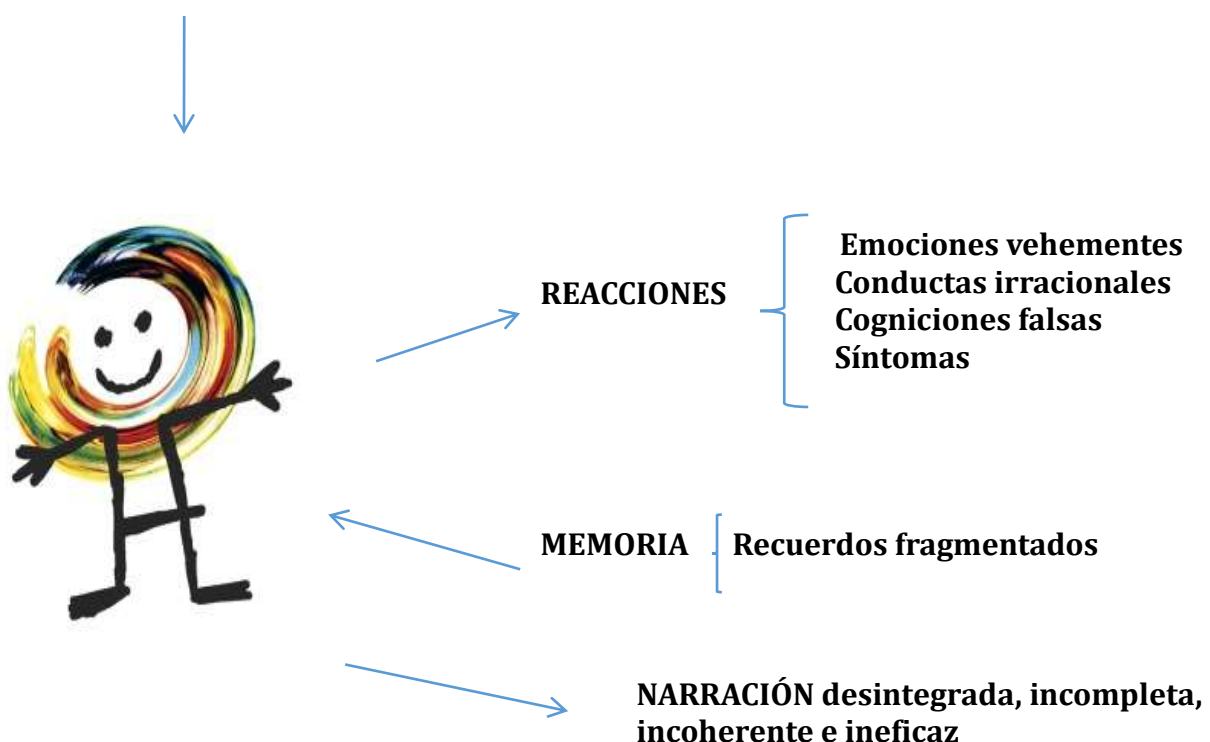 REACCIONES
Emociones vehementes
Conductas irracionales
Cogniciones falsas
Síntomas
MEMORIA
Recuerdos fragmentados
NARRACIÓN desintegrada, incompleta,
incoherente e ineficaz